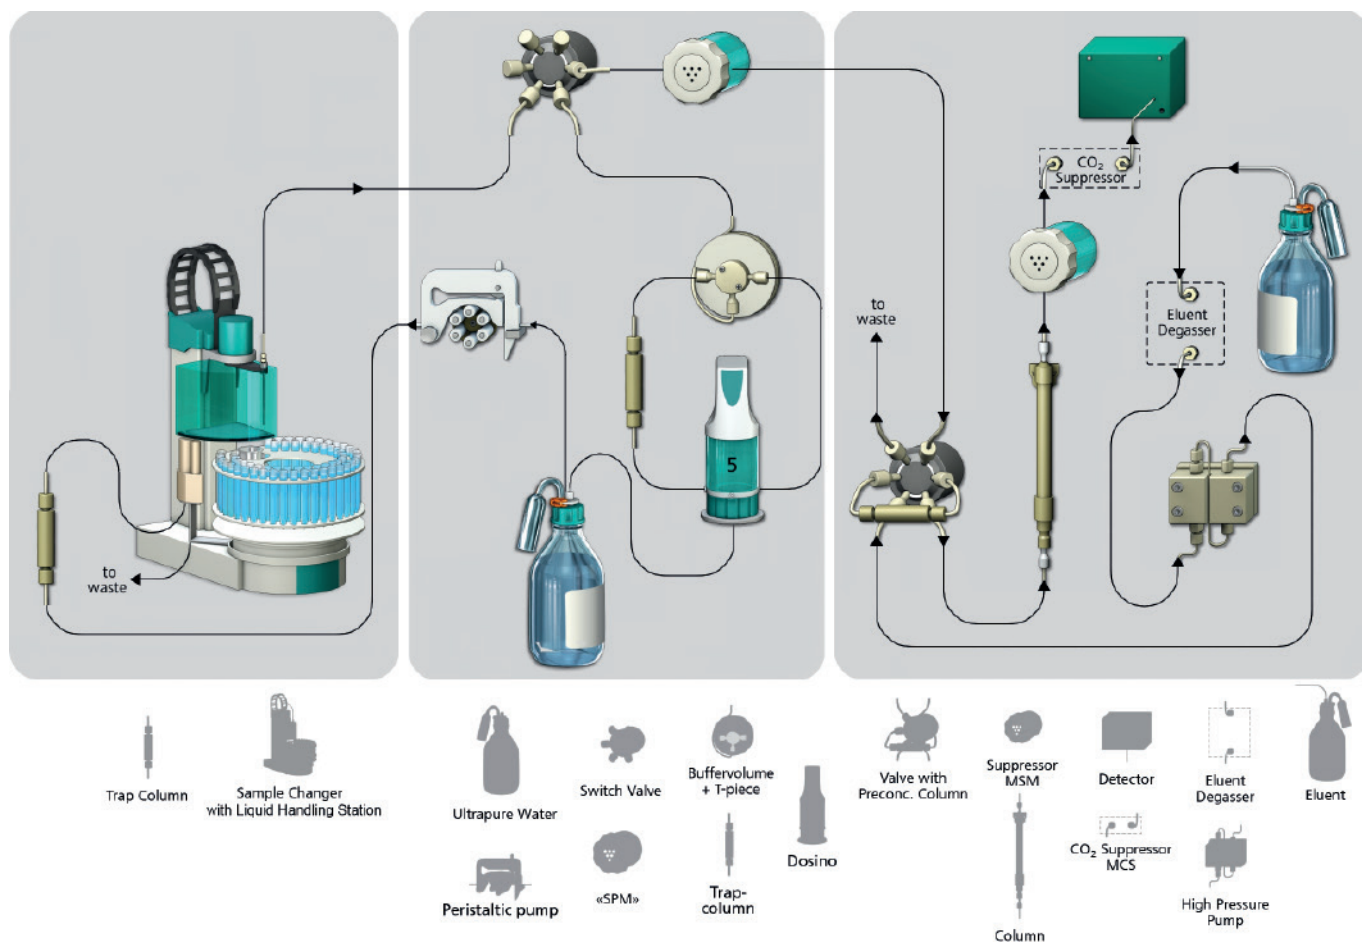 CO2
Suppressor
to
waste
Eluent
Degasser
5
to
waste
Trap Column
Sample Changer
with Liquid Handling Station
Ultrapure Water
Peristaltic pump
Switch Valve
«SPM»
Buffervolume
+ T-piece
Trap-
column
Dosino
Valve with
Preconc. Column
Suppressor
MSM
Column
Detector
CO2 Suppressor
MCS
Eluent
Degasser
High Pressure
Pump
Eluent